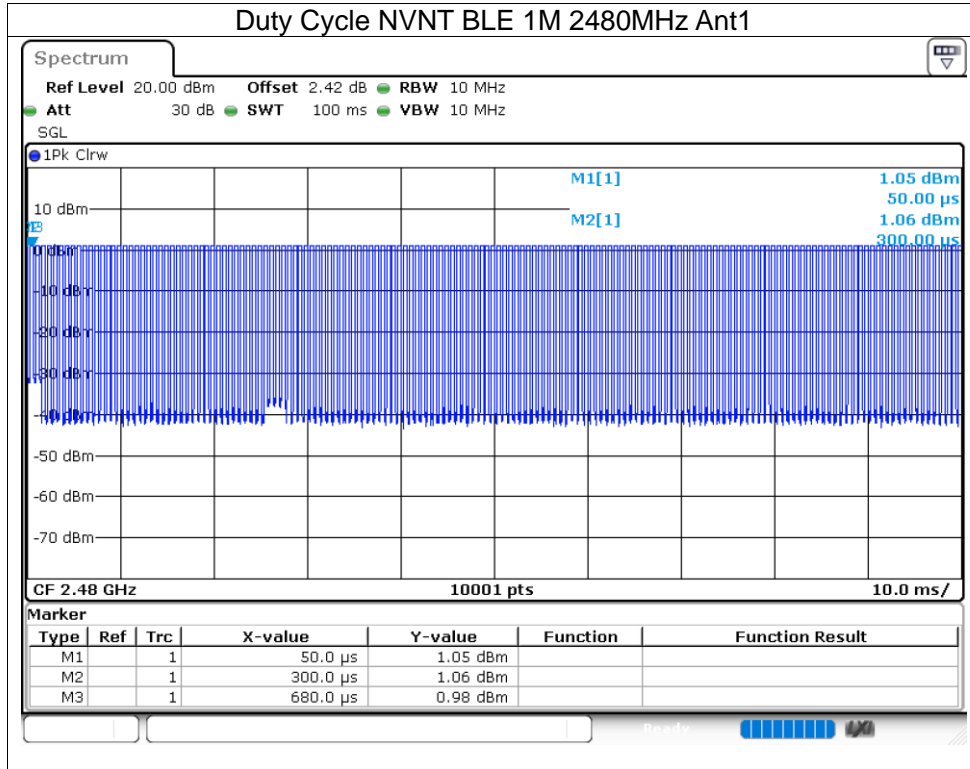 Duty Cycle NVNT BLE 1M 2480MHz Ant1
Spectrum
Ref Level 20.00 dBm Offset 2.42 dB RBW 10 MHz
Att 30 dB SWT 100 ms VBW 10 MHz
SGL
1Pk Clrw
M1[1] 1.05 dBm
50.00 µs
10 dBm
M2[1] 1.06 dBm
300.00 µs
0 dBm
-10 dBm
-20 dBm
-30 dBm
-40 dBm
-50 dBm
-60 dBm
-70 dBm
CF 2.48 GHz 10001 pts 10.0 ms/
Marker
Type Ref Trc X-value Y-value Function Function Result
M1 1 50.0 µs 1.05 dBm
M2 1 300.0 µs 1.06 dBm
M3 1 680.0 µs 0.98 dBm
Ready